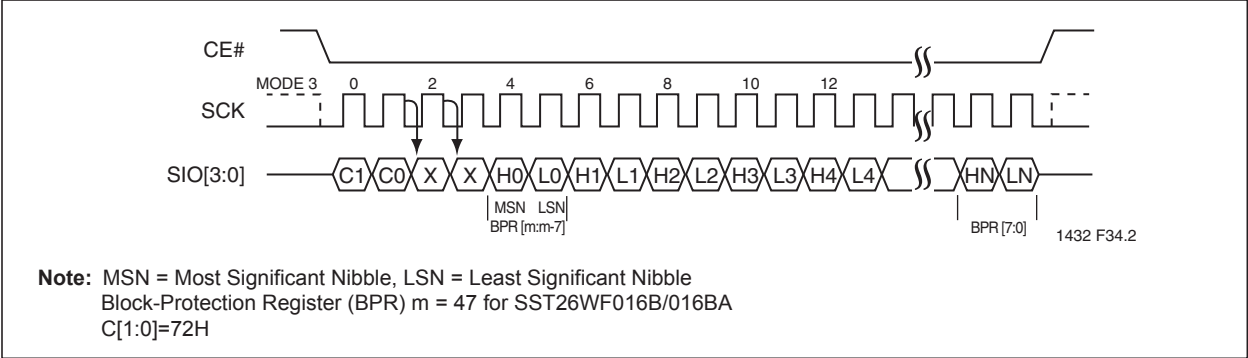 CE#
MODE 3 0 2 4 6 8 10 12
SCK
SIO[3:0] C1 C0 X X H0 L0 H1 L1 H2 L2 H3 L3 H4 L4 HN LN
MSN LSN
BPR [m:m-7] BPR [7:0]
1432 F34.2
Note: MSN = Most Significant Nibble, LSN = Least Significant Nibble
Block-Protection Register (BPR) m = 47 for SST26WF016B/016BA
C[1:0]=72H